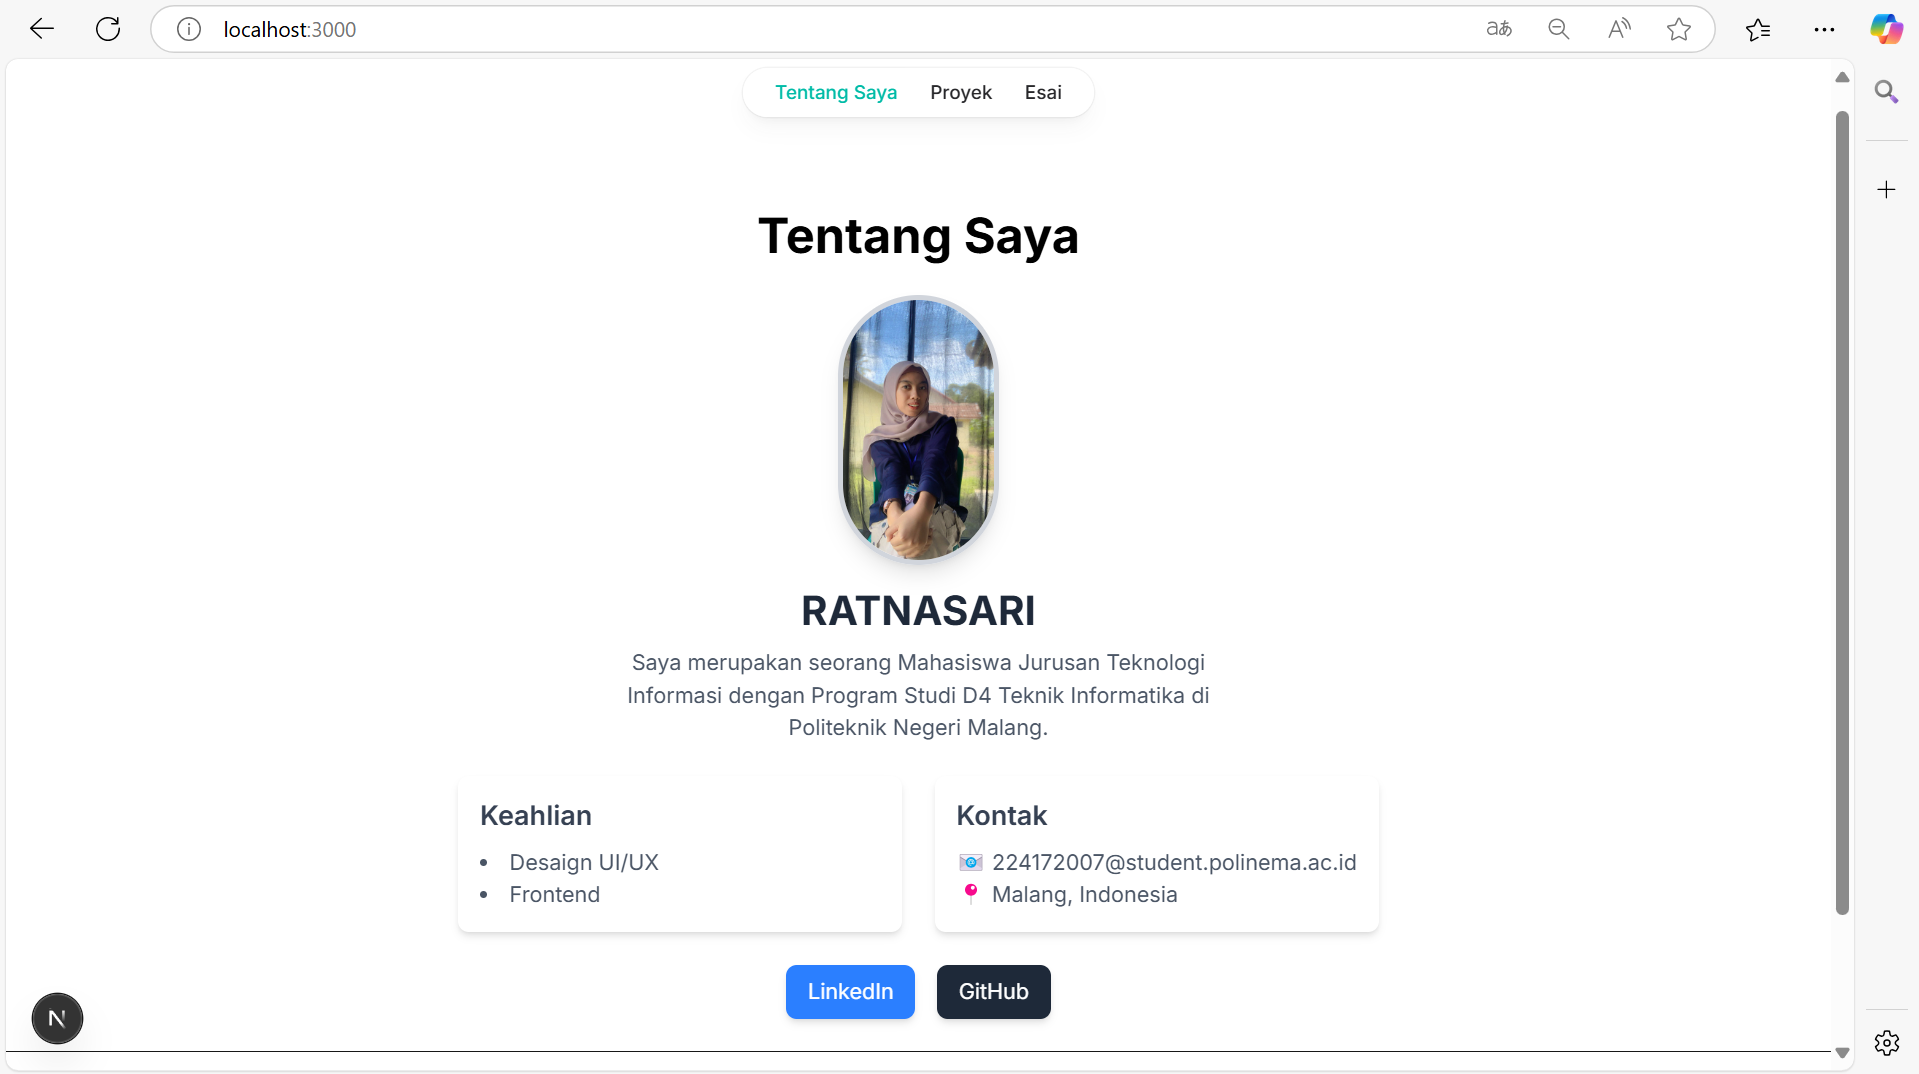 localhost:3000
Tentang Saya Proyek Esai
Tentang Saya
RATNASARI
Saya merupakan seorang Mahasiswa Jurusan Teknologi
Informasi dengan Program Studi D4 Teknik Informatika di
Politeknik Negeri Malang.
Keahlian
• Desaign UI/UX
• Frontend
Kontak
224172007@student.polinema.ac.id
Malang, Indonesia
LinkedIn GitHub
N